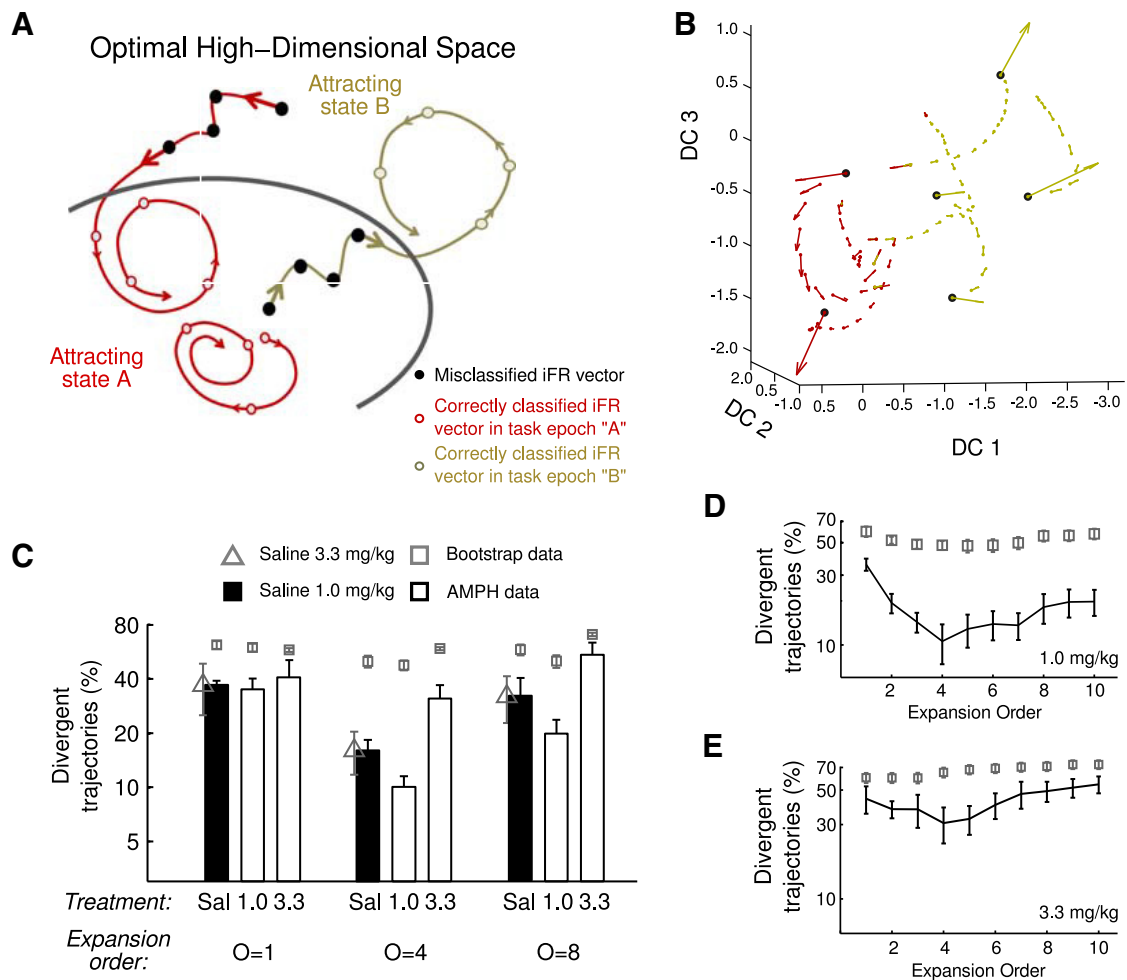 A
Optimal High−Dimensional Space
Attracting
state B
Attracting
state A
Misclassified iFR vector
Correctly classified iFR
vector in task epoch "A"
Correctly classified iFR
vector in task epoch "B"
B
1.0
0.5
0
-0.5
-1.0
-1.5
-2.0
DC 3
2.0
0.5
-1.0
DC 2
0.5 0 -0.5 -1.0 -1.5 -2.0 -2.5 -3.0
DC 1
C
Saline 3.3 mg/kg
Bootstrap data
Saline 1.0 mg/kg
AMPH data
80
40
20
10
5
Divergent
trajectories (%)
Treatment: Sal 1.0 3.3 Sal 1.0 3.3 Sal 1.0 3.3
Expansion
order: O=1 O=4 O=8
D
70
50
30
10
Divergent
trajectories (%)
1.0 mg/kg
2 4 6 8 10
Expansion Order
E
70
50
30
10
Divergent
trajectories (%)
3.3 mg/kg
2 4 6 8 10
Expansion Order